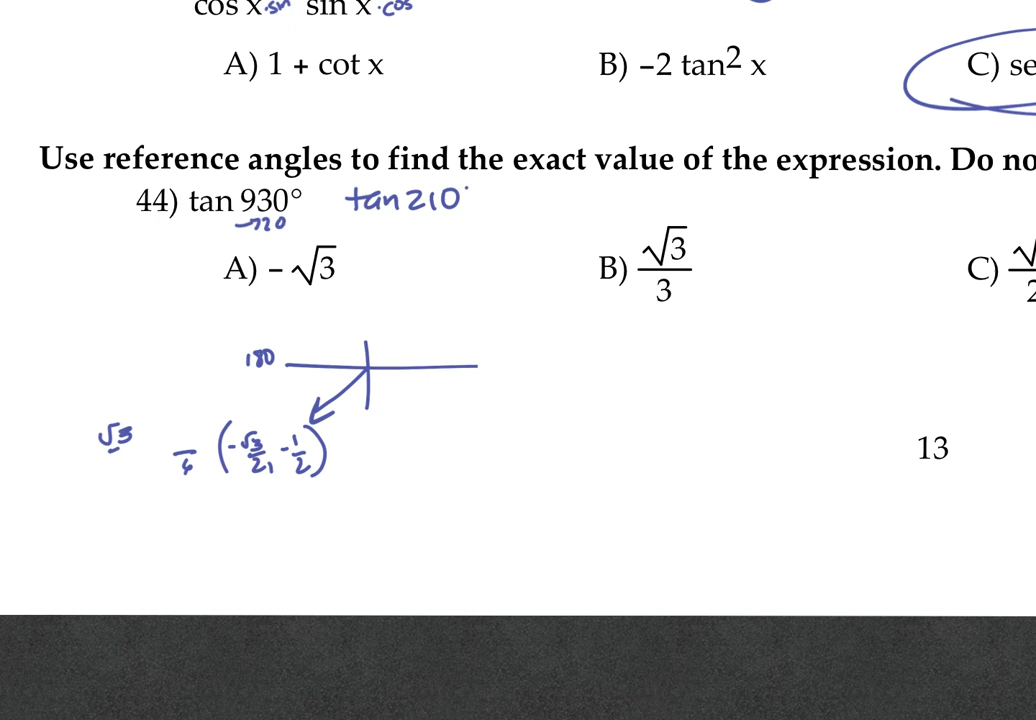 cos x·sin sin x·cos
A) 1 + cot x B) −2 tan² x C) se
Use reference angles to find the exact value of the expression. Do no
44) tan 930° tan 210°
−720
A) − √3 B) √3/3 C) √ /2
180
√3 (-√3/2, -1/2)
13